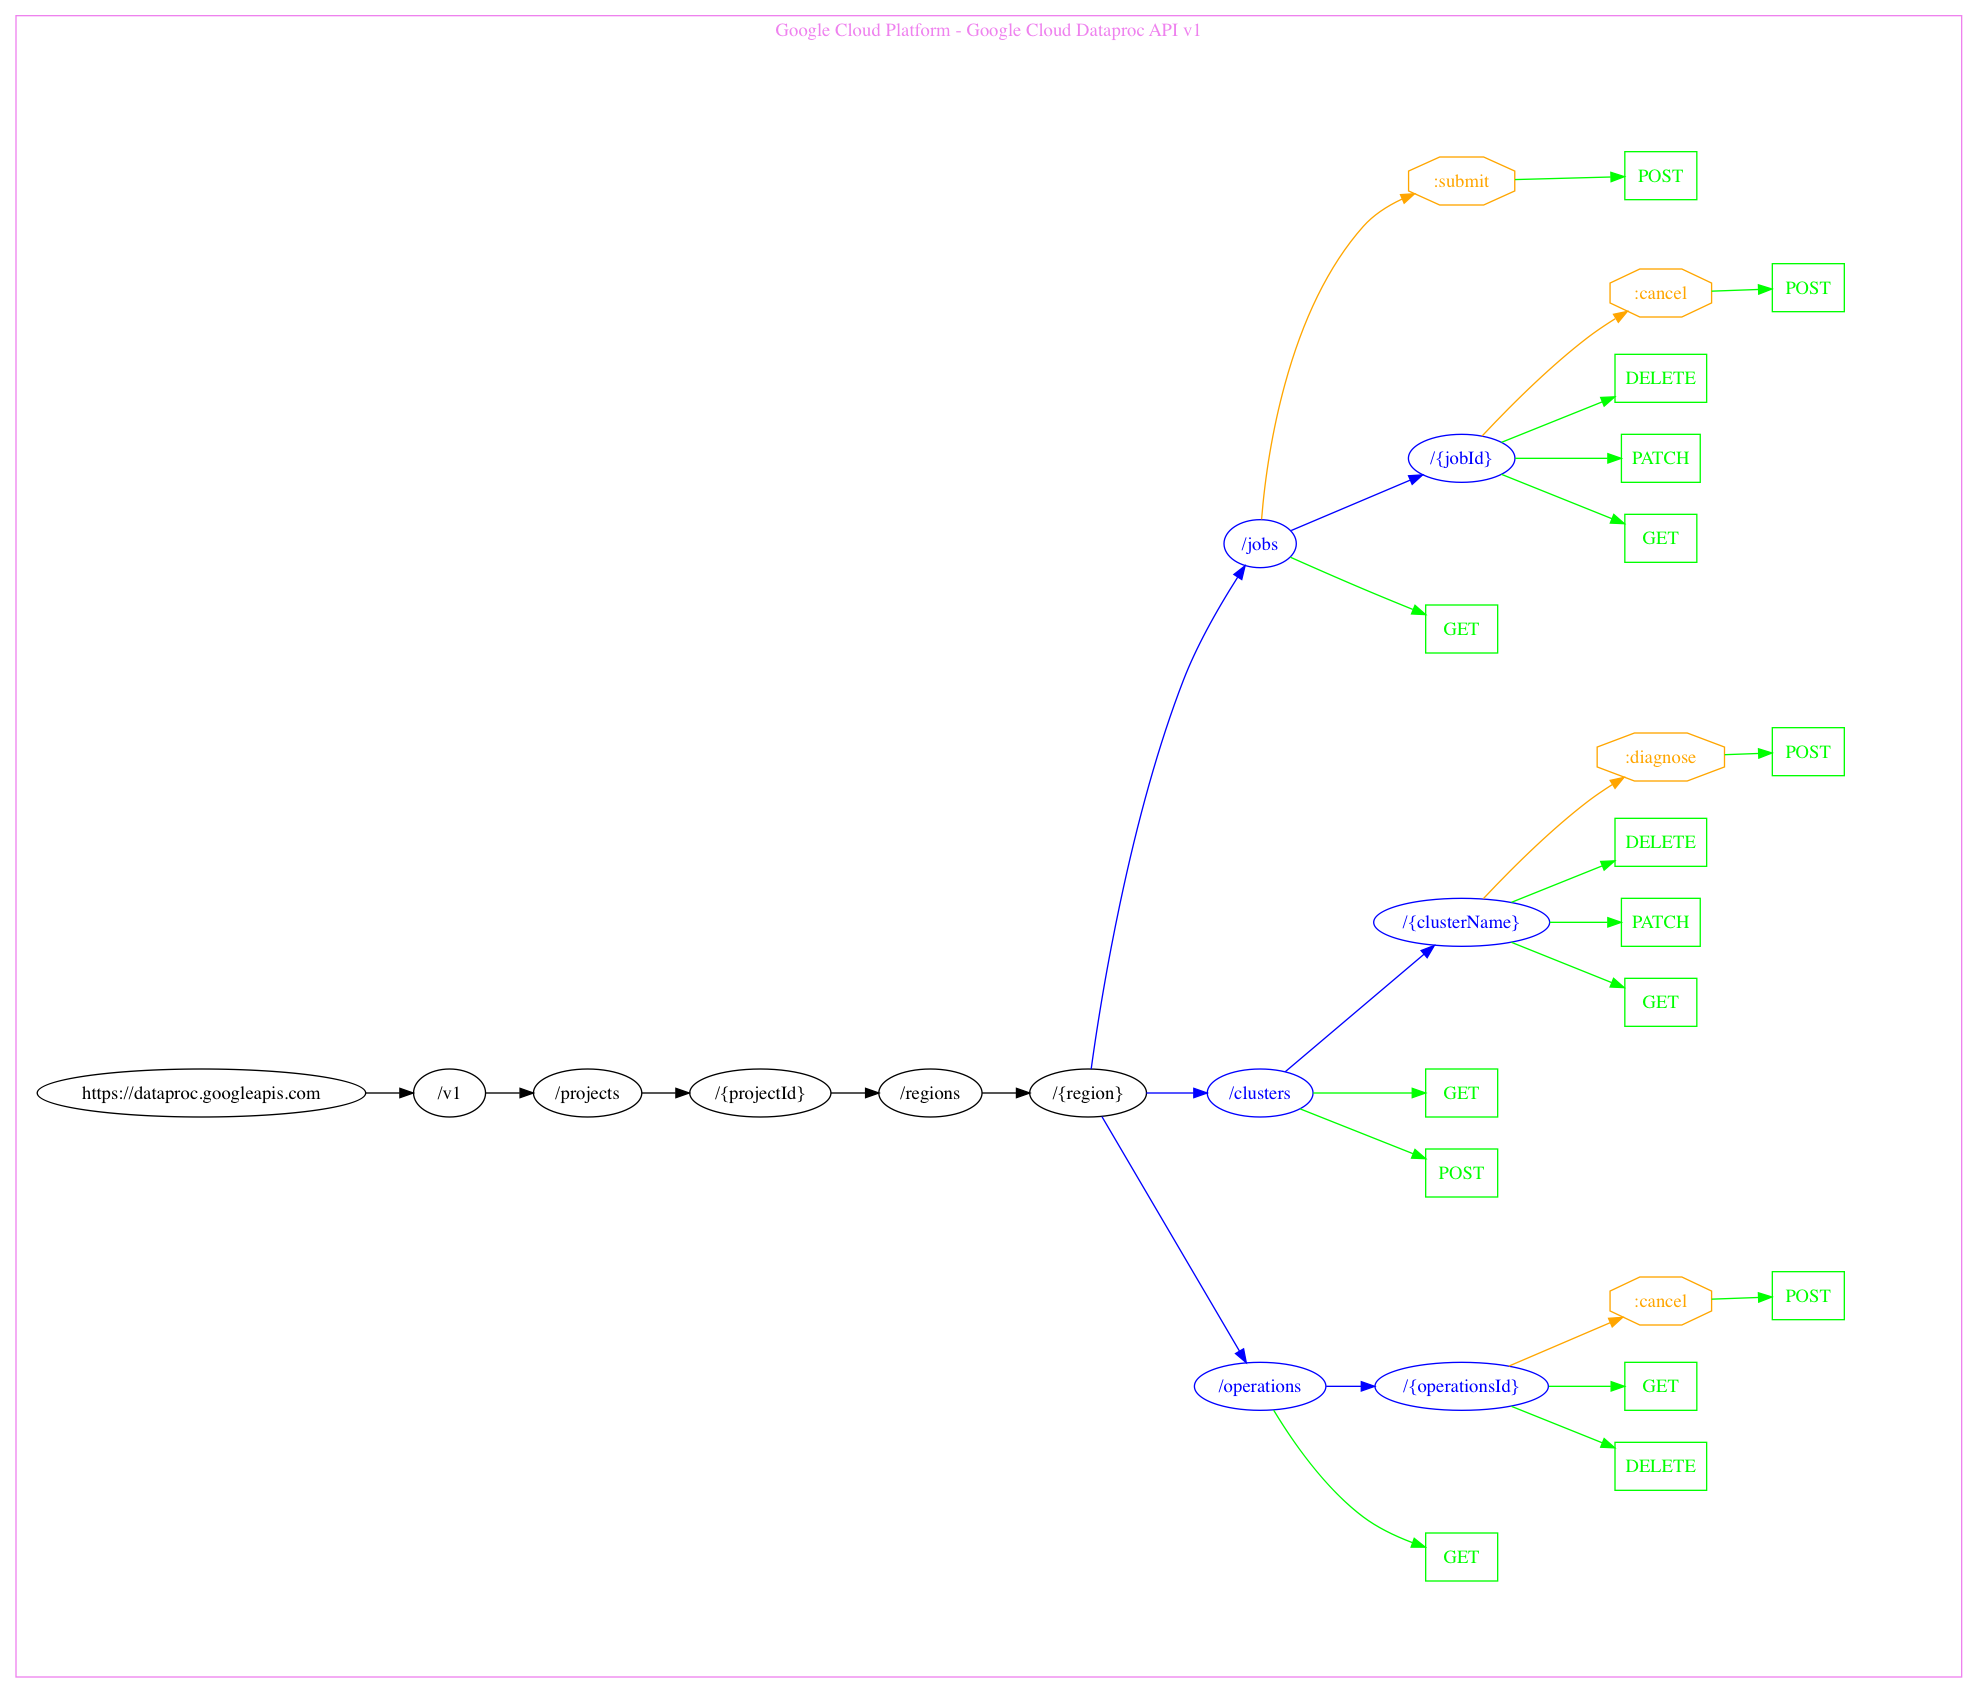 Google Cloud Platform - Google Cloud Dataproc API v1
:submit
POST
:cancel
POST
DELETE
/{jobId}
PATCH
GET
/jobs
GET
:diagnose
POST
DELETE
/{clusterName}
PATCH
GET
https://dataproc.googleapis.com
/v1
/projects
/{projectId}
/regions
/{region}
/clusters
GET
POST
:cancel
POST
/operations
/{operationsId}
GET
DELETE
GET